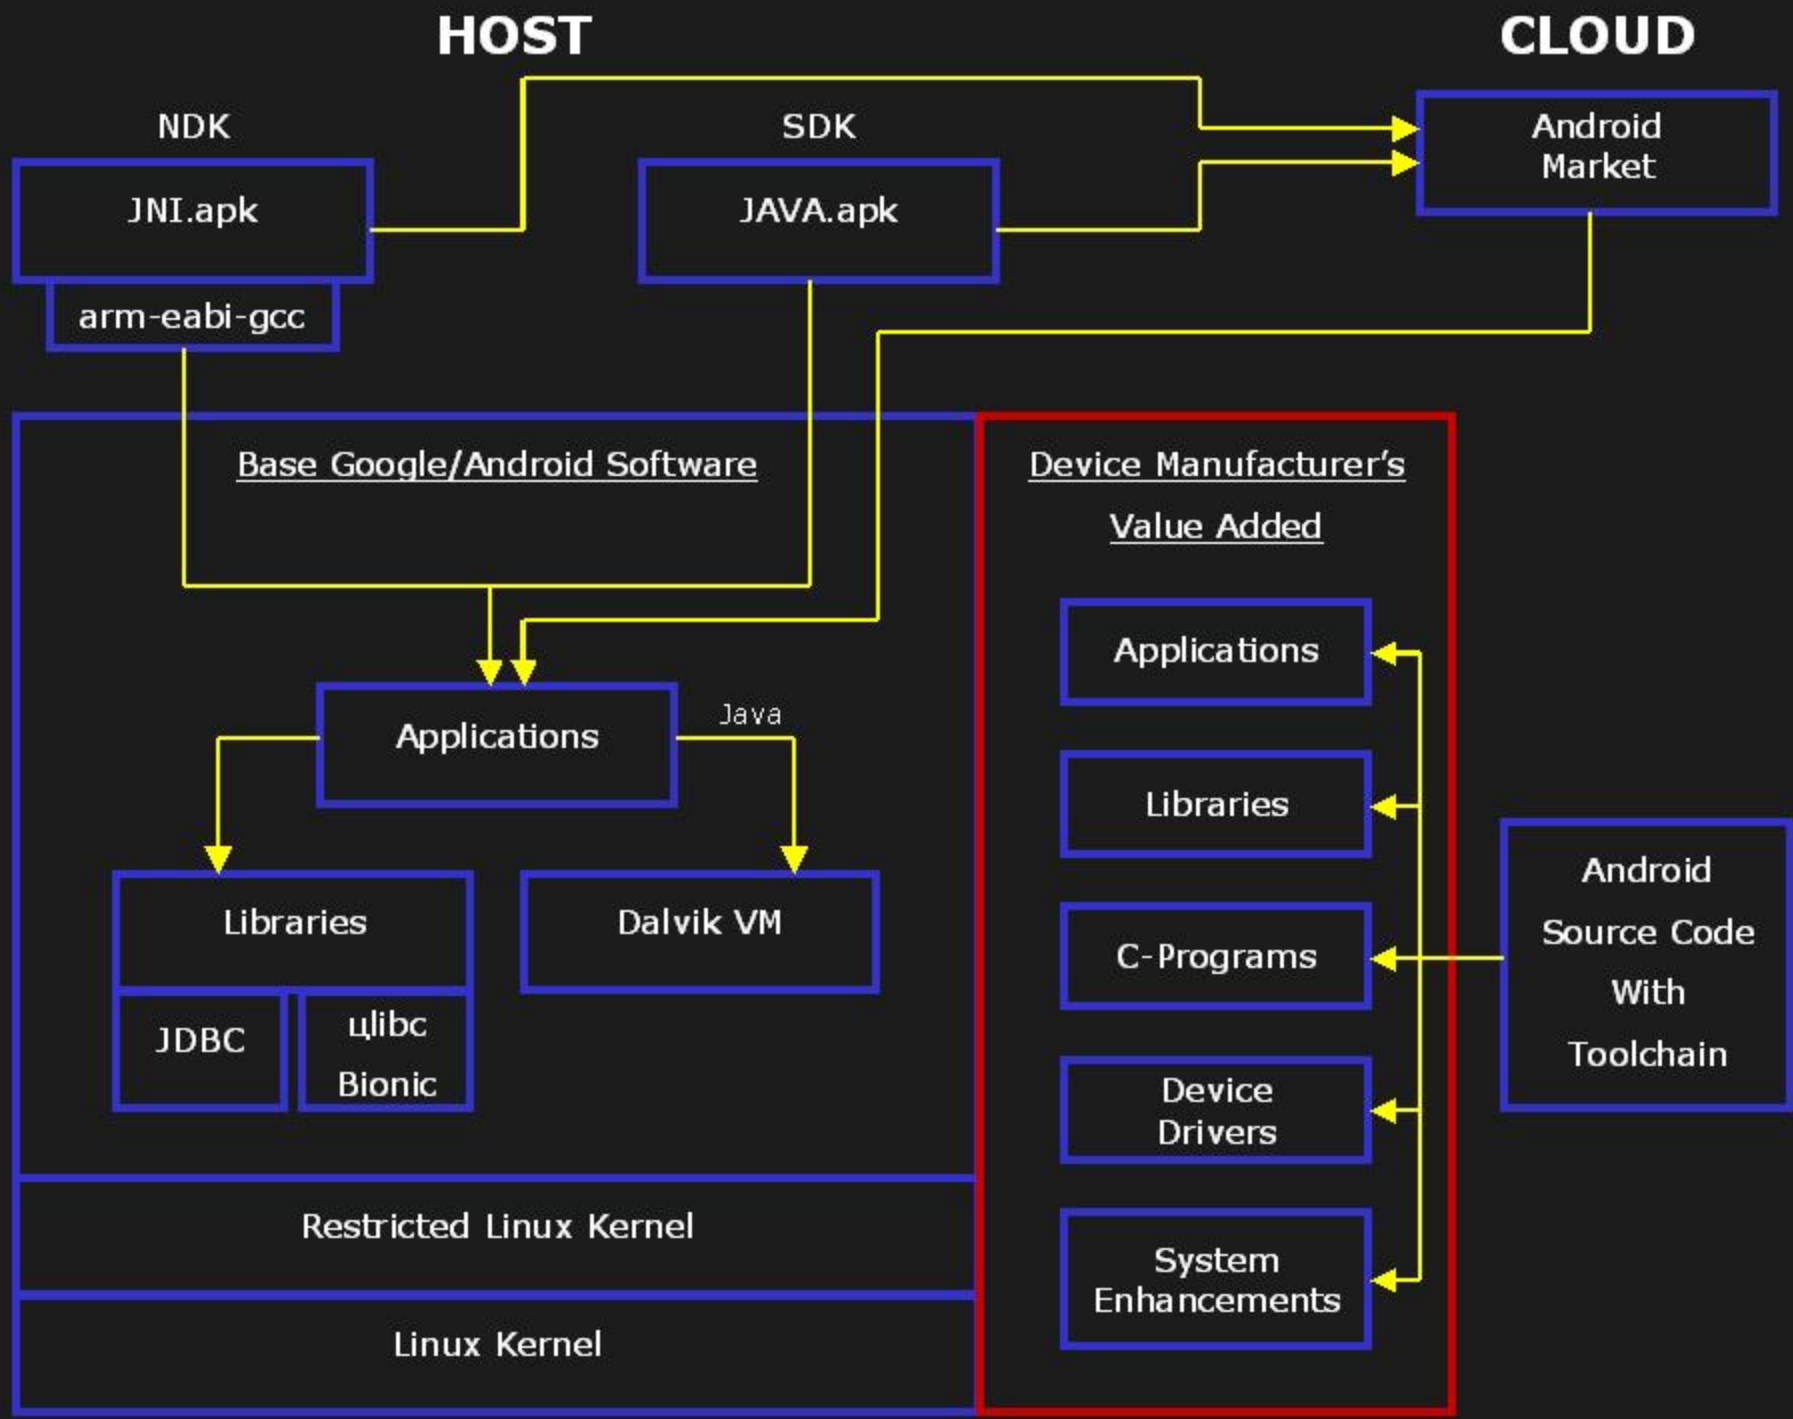 HOST
CLOUD
NDK
SDK
JNI.apk
JAVA.apk
Android
Market
arm-eabi-gcc
Base Google/Android Software
Applications
Java
Libraries
Dalvik VM
JDBC
цlibc
Bionic
Restricted Linux Kernel
Linux Kernel
Device Manufacturer’s
Value Added
Applications
Libraries
C-Programs
Device
Drivers
System
Enhancements
Android
Source Code
With
Toolchain